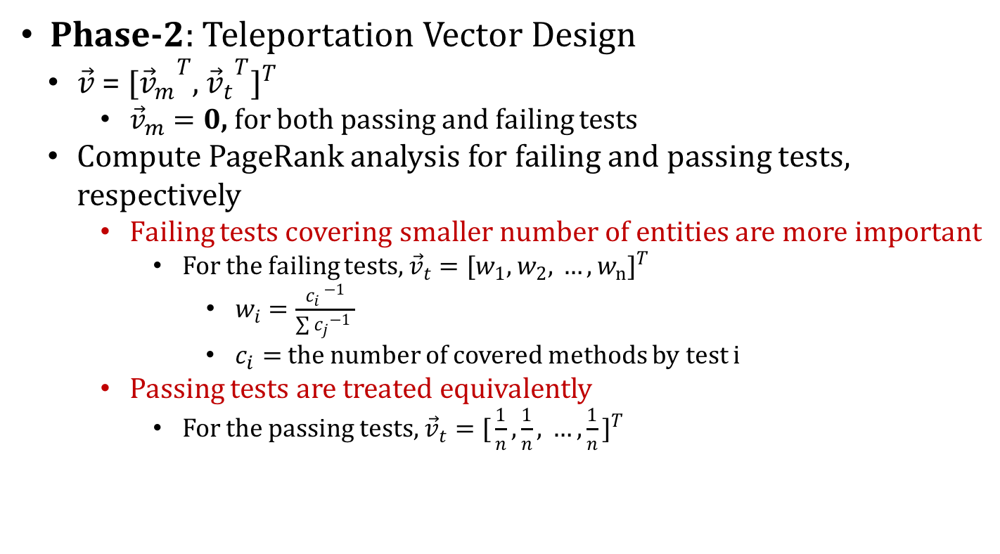 • Phase-2: Teleportation Vector Design
• $\vec{v} = [\vec{v}_m{}^T, \vec{v}_t{}^T]^T$
• $\vec{v}_m = \mathbf{0}$, for both passing and failing tests
• Compute PageRank analysis for failing and passing tests,
respectively
• Failing tests covering smaller number of entities are more important
• For the failing tests, $\vec{v}_t = [w_1, w_2, \ldots, w_n]^T$
• $w_i = \frac{c_i{}^{-1}}{\sum c_j{}^{-1}}$
• $c_i =$ the number of covered methods by test i
• Passing tests are treated equivalently
• For the passing tests, $\vec{v}_t = [\frac{1}{n}, \frac{1}{n}, \ldots, \frac{1}{n}]^T$